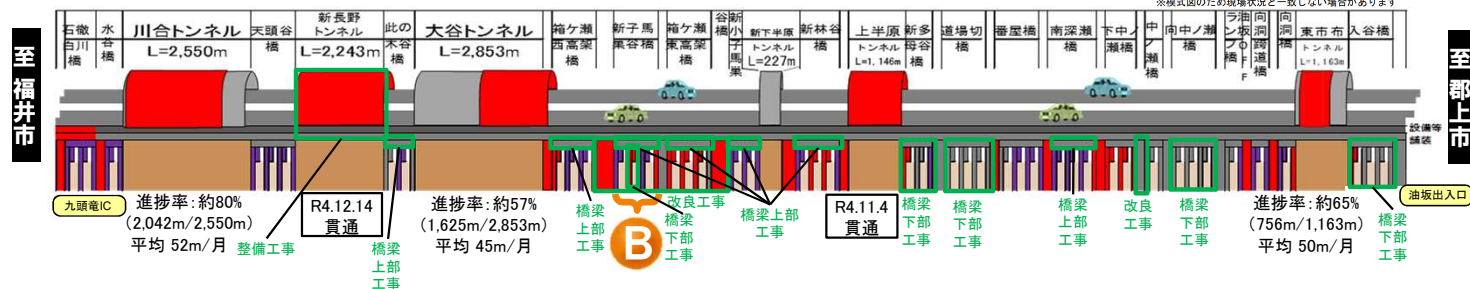 ※模式図のため現場状況と一致しない場合があります
至福井市
至郡上市
石徹白川橋
水谷橋
川合トンネル
L=2,550m
天頭谷橋
新長野
トンネル
L=2,243m
此の木谷橋
大谷トンネル
L=2,853m
箱ケ瀬
西高架橋
新子馬
巣谷橋
箱ケ瀬
東高架橋
谷橋
新小子馬巣
新下半原
トンネル
L=227m
新林谷橋
上半原
トンネル
L=1,146m
新多母谷橋
道場切橋
番屋橋
南深瀬橋
下中ノ瀬橋
中ノ瀬橋
向中ノ瀬橋
油坂OFF
ランプ橋
向洞跨道橋
向洞橋
東市布
トンネル
L=1,163m
入谷橋
設備等
舗装
九頭竜IC
進捗率:約80%
(2,042m/2,550m)
平均 52m/月
整備工事
R4.12.14
貫通
橋梁
上部
工事
進捗率:約57%
(1,625m/2,853m)
平均 45m/月
橋梁
上部
工事
B
橋梁
下部
工事
改良工事
橋梁上部
工事
R4.11.4
貫通
橋梁
下部
工事
橋梁
下部
工事
橋梁
上部
工事
改良
工事
橋梁
下部
工事
進捗率:約65%
(756m/1,163m)
平均 50m/月
橋梁
下部
工事
油坂出入口